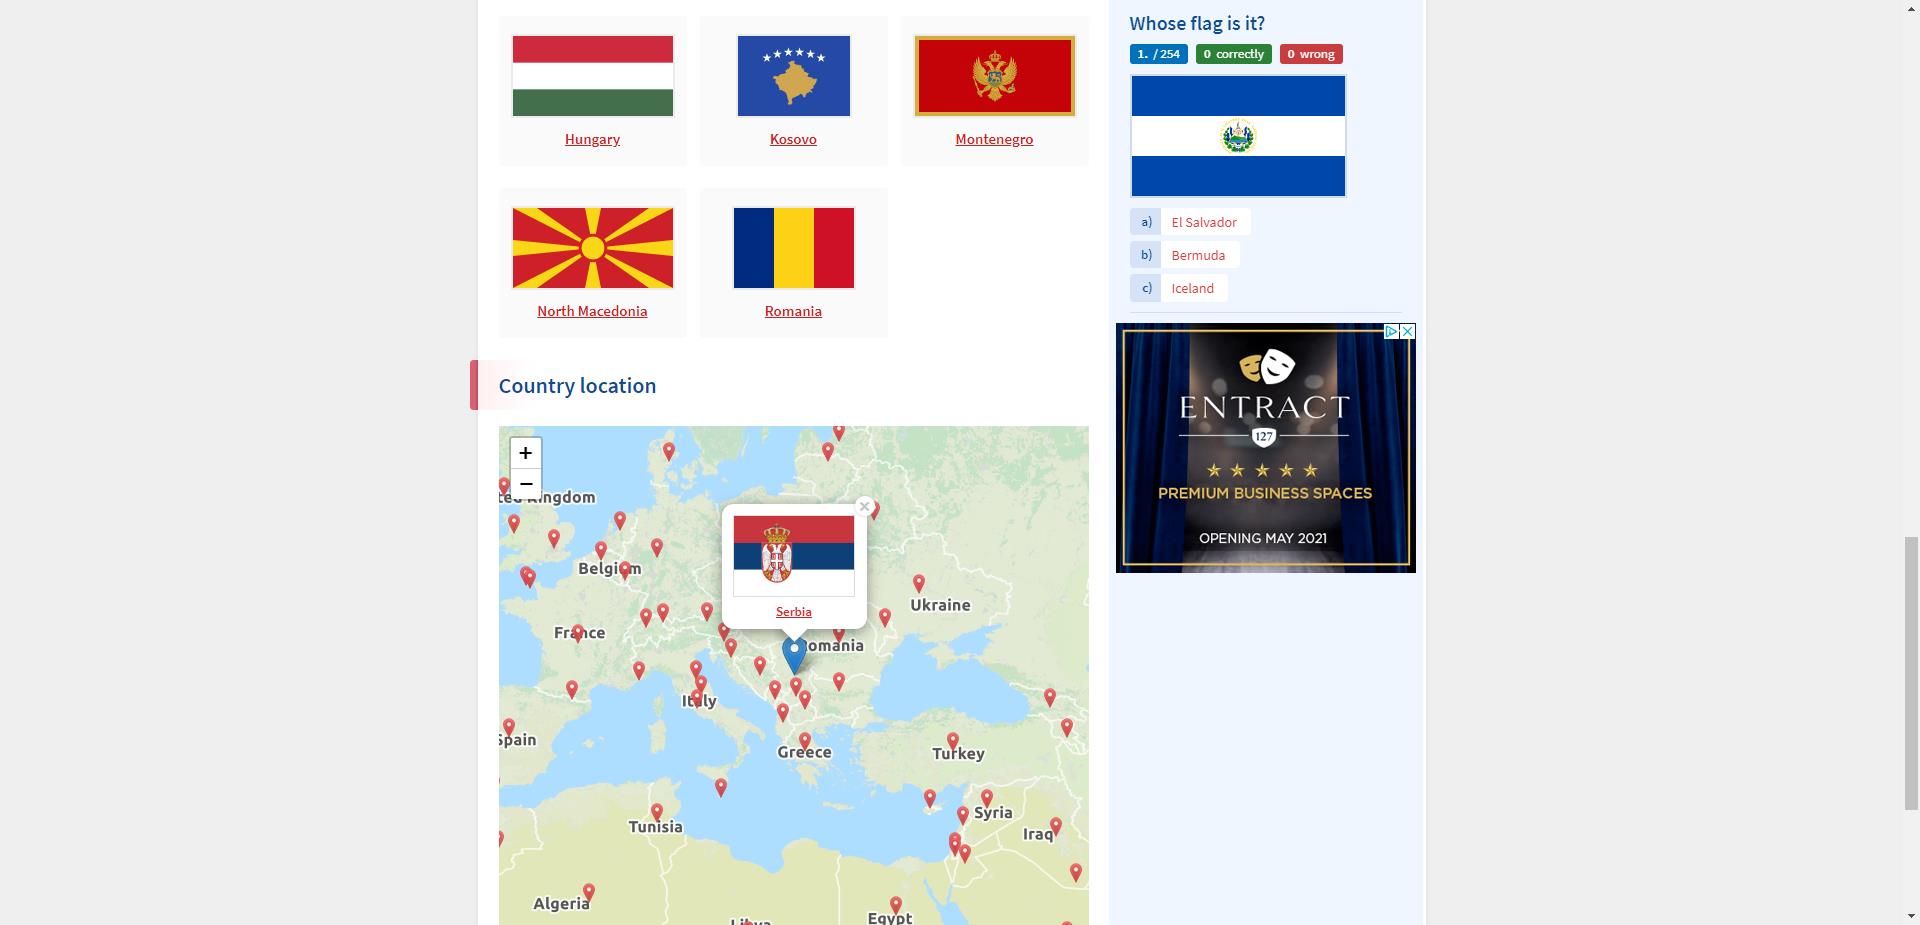 Hungary
Kosovo
Montenegro
North Macedonia
Romania
Country location
+
−
ted Kingdom
Belgium
France
Spain
Italy
Serbia
Romania
Ukraine
Greece
Turkey
Syria
Iraq
Tunisia
Algeria
Libya
Egypt
Whose flag is it?
1. / 254
0 correctly
0 wrong
a) El Salvador
b) Bermuda
c) Iceland
ENTRACT
127
PREMIUM BUSINESS SPACES
OPENING MAY 2021